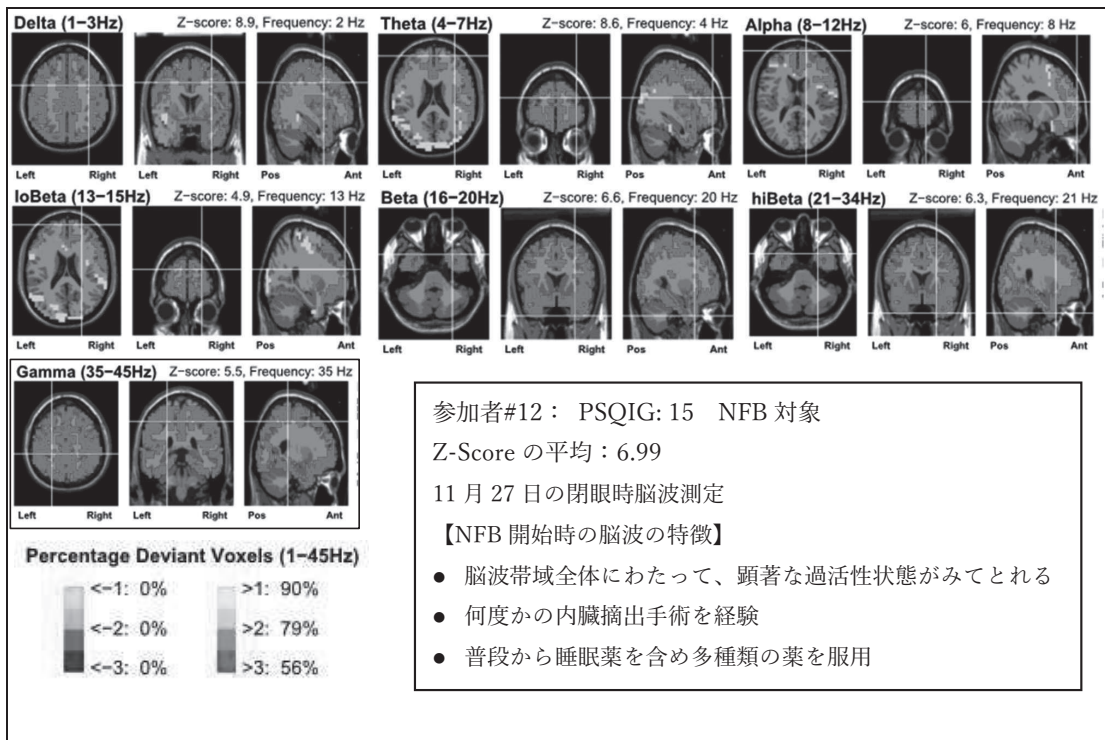 Delta (1−3Hz) Z−score: 8.9, Frequency: 2 Hz
Left Right Left Right Pos Ant
Theta (4−7Hz) Z−score: 8.6, Frequency: 4 Hz
Left Right Left Right Pos Ant
Alpha (8−12Hz) Z−score: 6, Frequency: 8 Hz
Left Right Left Right Pos Ant
loBeta (13−15Hz) Z−score: 4.9, Frequency: 13 Hz
Left Right Left Right Pos Ant
Beta (16−20Hz) Z−score: 6.6, Frequency: 20 Hz
Left Right Left Right Pos Ant
hiBeta (21−34Hz) Z−score: 6.3, Frequency: 21 Hz
Left Right Left Right Pos Ant
Gamma (35−45Hz) Z−score: 5.5, Frequency: 35 Hz
Left Right Left Right Pos Ant
Percentage Deviant Voxels (1−45Hz)
<−1: 0% >1: 90%
<−2: 0% >2: 79%
<−3: 0% >3: 56%
参加者#12： PSQIG: 15 NFB 対象
Z-Score の平均：6.99
11 月 27 日の閉眼時脳波測定
【NFB 開始時の脳波の特徴】
● 脳波帯域全体にわたって、顕著な過活性状態がみてとれる
● 何度かの内臓摘出手術を経験
● 普段から睡眠薬を含め多種類の薬を服用